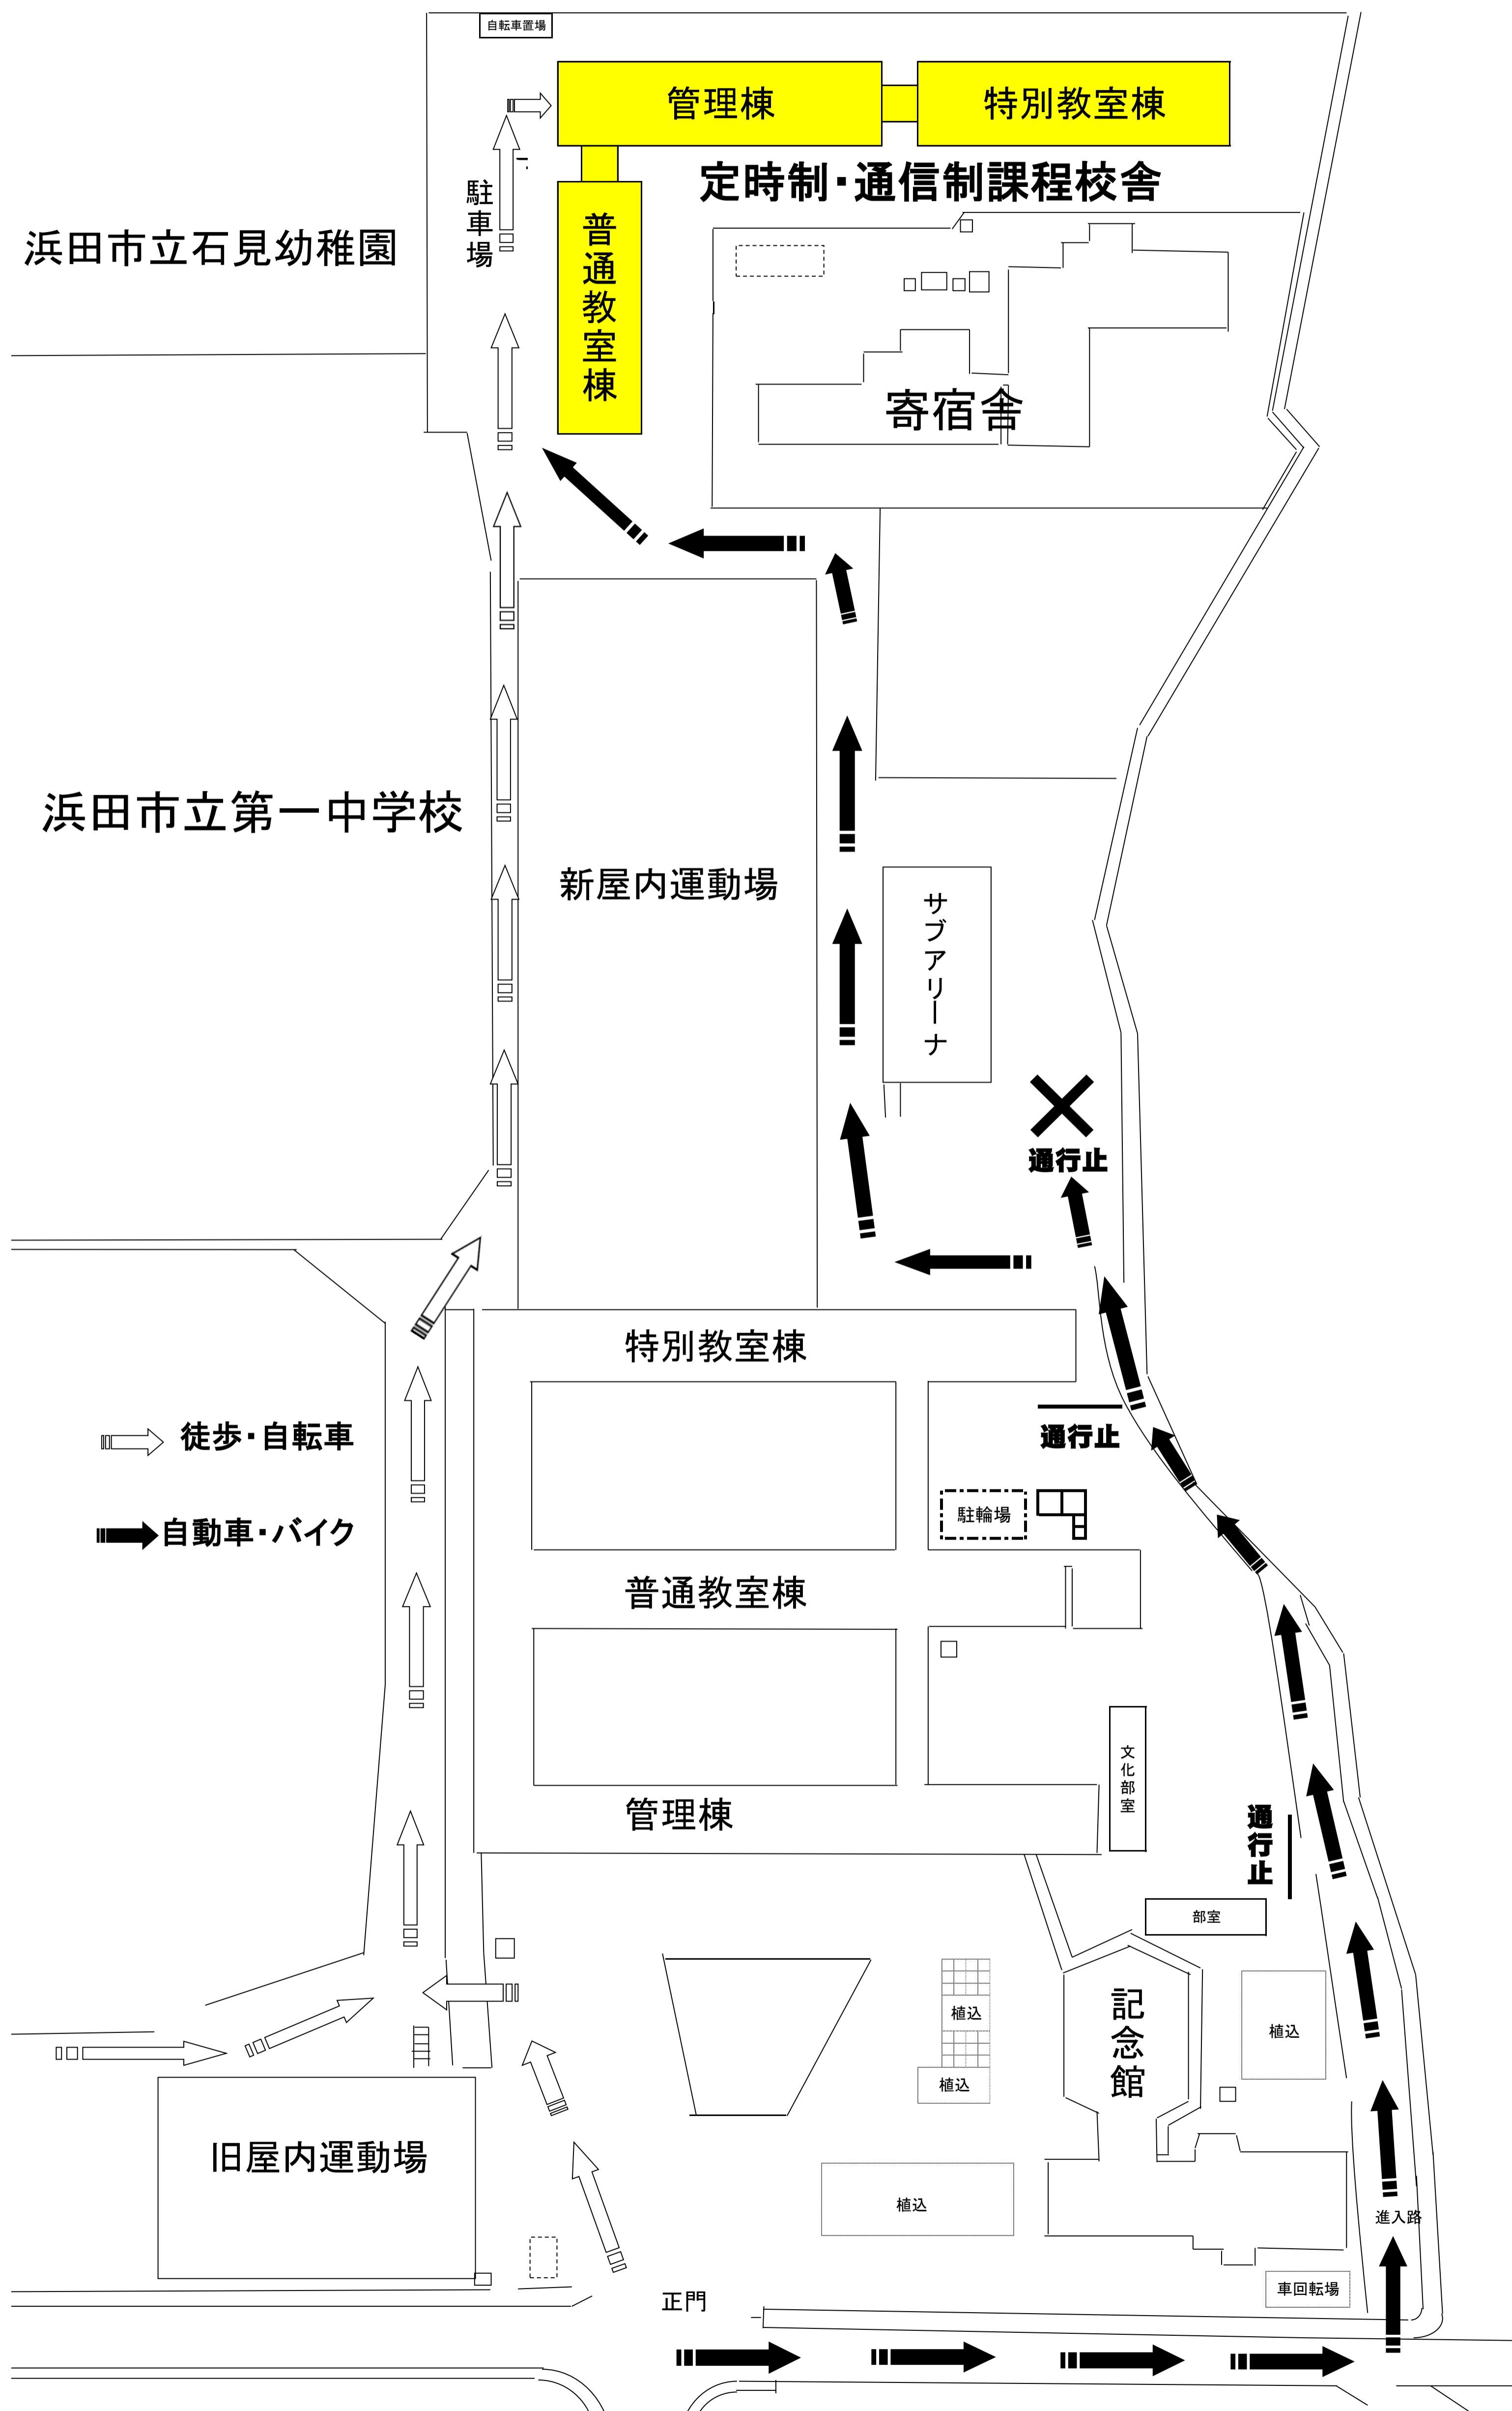 自転車置場
管理棟
特別教室棟
定時制・通信制課程校舎
駐車場
普通教室棟
浜田市立石見幼稚園
寄宿舎
浜田市立第一中学校
新屋内運動場
サブアリーナ
通行止
特別教室棟
徒歩・自転車
通行止
駐輪場
自動車・バイク
普通教室棟
文化部室
管理棟
通行止
部室
記念館
植込
植込
植込
旧屋内運動場
植込
進入路
車回転場
正門